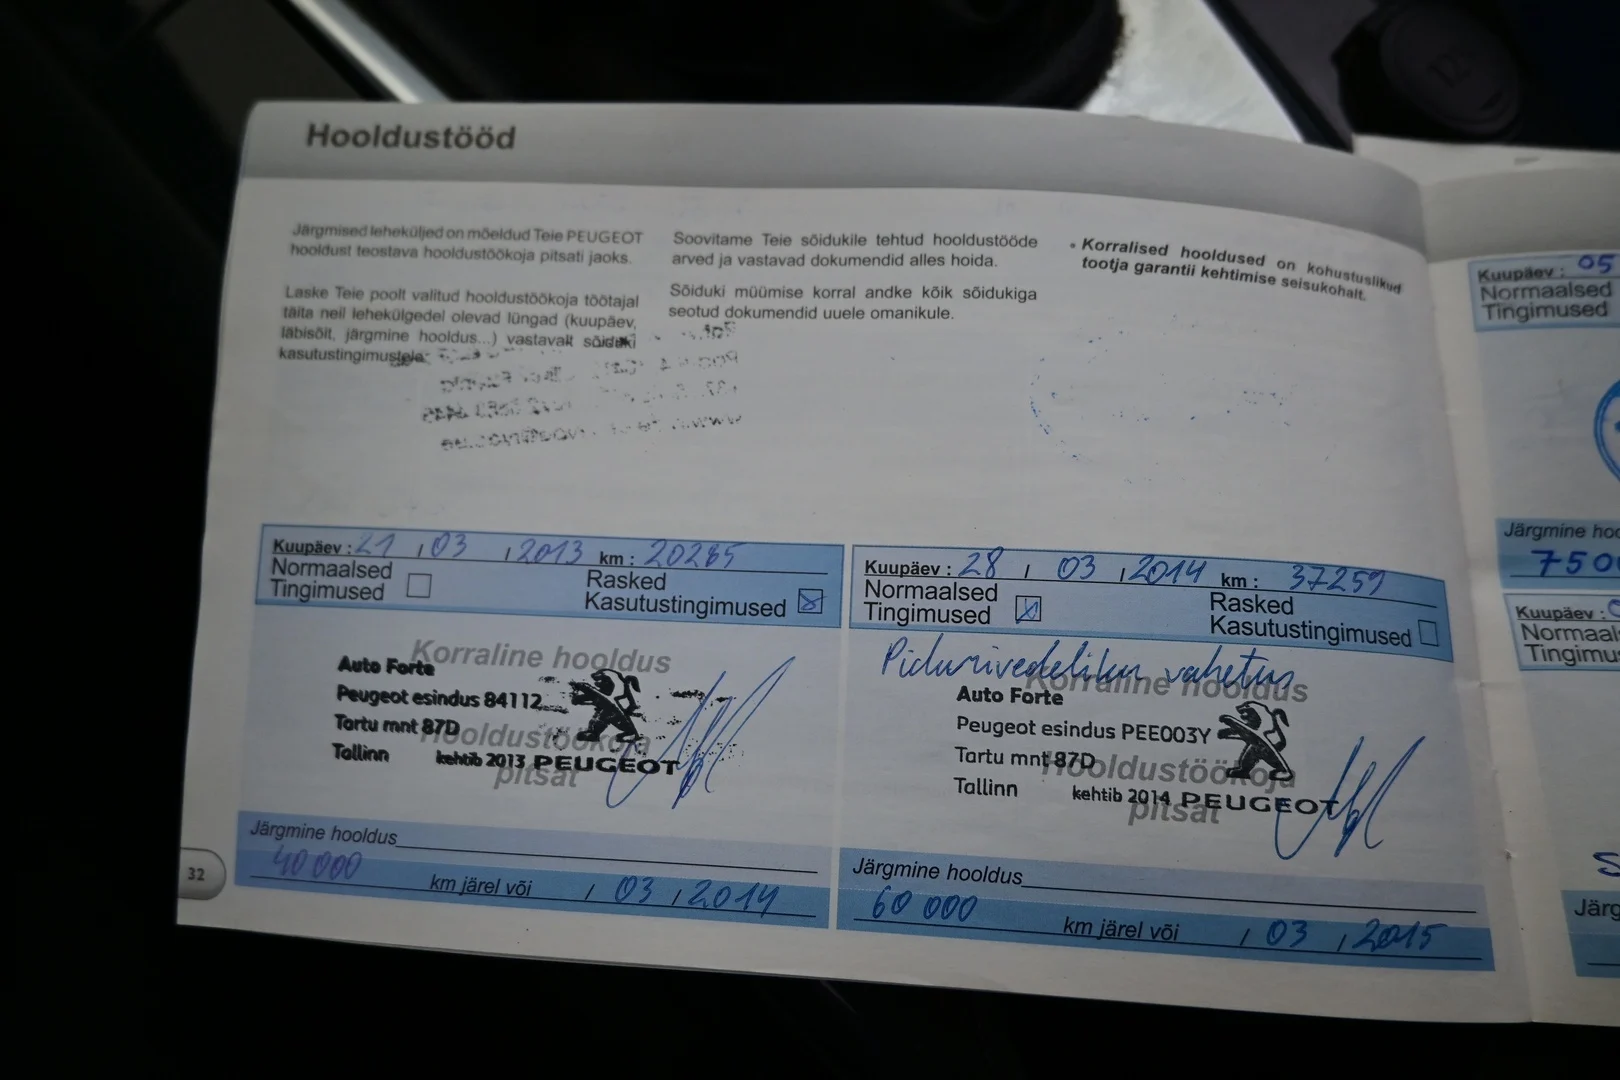 Hooldustööd
Järgmised leheküljed on mõeldud Teie PEUGEOT
hooldust teostava hooldustöökoja pitsati jaoks.
Laske Teie poolt valitud hooldustöökoja töötajal
täita neil lehekülgedel olevad lüngad (kuupäev,
läbisõit, järgmine hooldus...) vastavalt sõiduki
kasutustingimustele.
Soovitame Teie sõidukile tehtud hooldustööde
arved ja vastavad dokumendid alles hoida.
Sõiduki müümise korral andke kõik sõidukiga
seotud dokumendid uuele omanikule.
• Korralised hooldused on kohustuslikud
tootja garantii kehtimise seisukohalt.
Kuupäev : 21 / 03 / 2013 km : 20285
Normaalsed
Tingimused
Rasked
Kasutustingimused
Korraline hooldus
Auto Forte
Peugeot esindus 84112
Tartu mnt 87D
Hooldustöökoja
Tallinn kehtib 2013 PEUGEOT
pitsat
Järgmine hooldus
40 000 km järel või / 03 / 2014
32
Kuupäev : 28 / 03 / 2014 km : 37259
Normaalsed
Tingimused
Rasked
Kasutustingimused
Pidurivedeliku vahetus
Korraline hooldus
Auto Forte
Peugeot esindus PEE003Y
Tartu mnt 87D
Hooldustöökoja
Tallinn kehtib 2014 PEUGEOT
pitsat
Järgmine hooldus
60 000 km järel või / 03 / 2015
Kuupäev : 05
Normaalsed
Tingimused
Järgmine
Kuupäev :